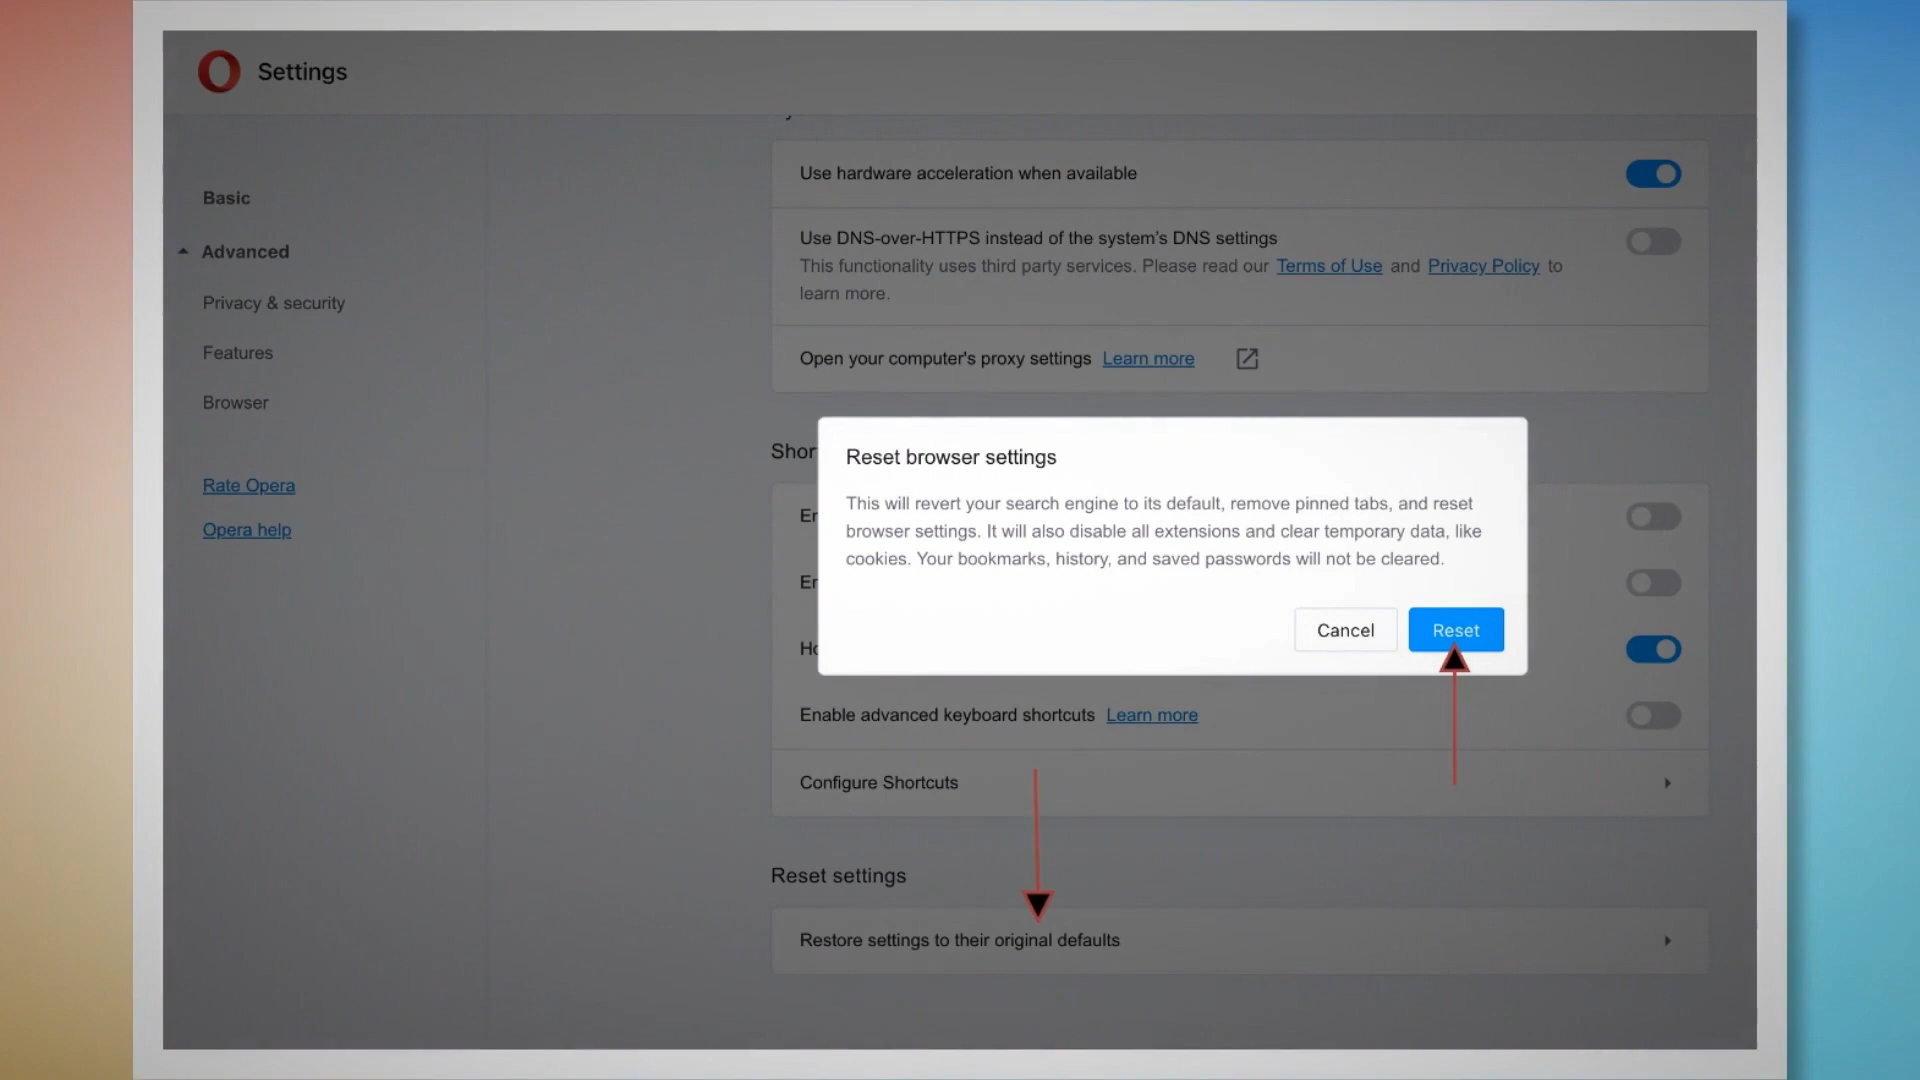 Settings
Basic
Advanced
Privacy & security
Features
Browser
Rate Opera
Opera help
Use hardware acceleration when available
Use DNS-over-HTTPS instead of the system's DNS settings
This functionality uses third party services. Please read our Terms of Use and Privacy Policy to
learn more.
Open your computer's proxy settings Learn more
Reset browser settings
This will revert your search engine to its default, remove pinned tabs, and reset
browser settings. It will also disable all extensions and clear temporary data, like
cookies. Your bookmarks, history, and saved passwords will not be cleared.
Cancel Reset
Enable advanced keyboard shortcuts Learn more
Configure Shortcuts
Reset settings
Restore settings to their original defaults